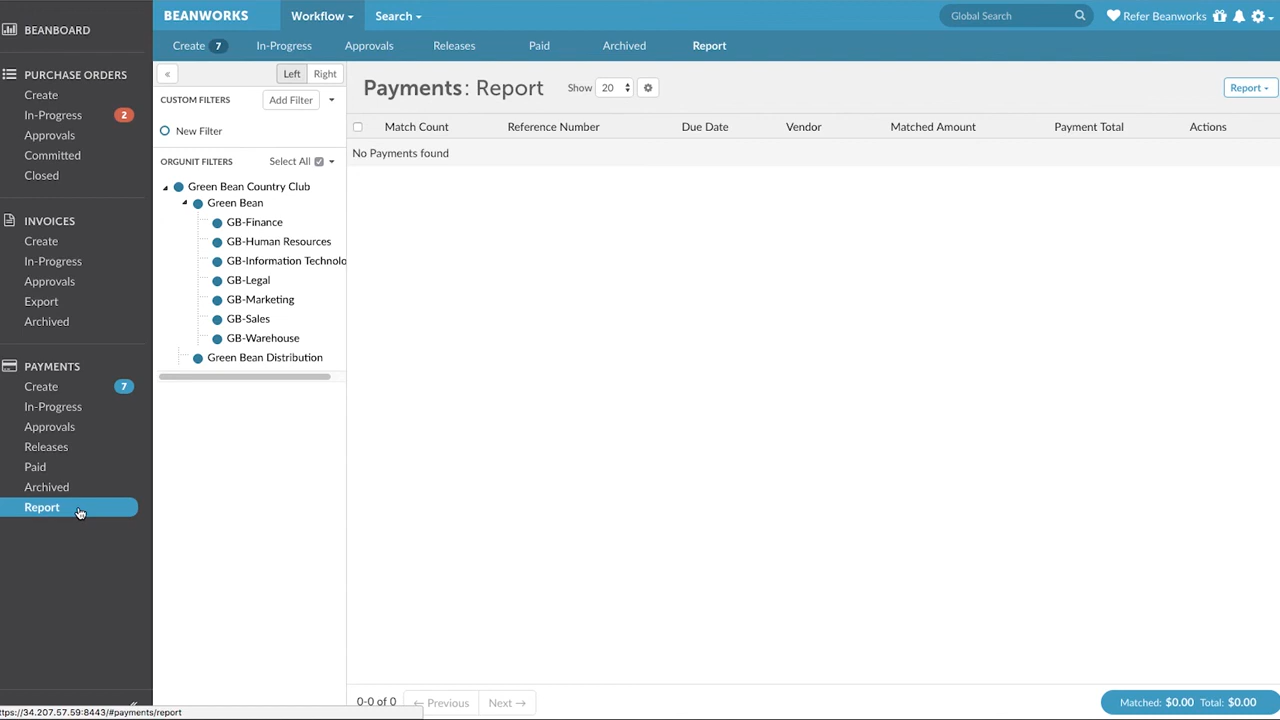 BEANBOARD
PURCHASE ORDERS
Create
In-Progress 2
Approvals
Committed
Closed
INVOICES
Create
In-Progress
Approvals
Export
Archived
PAYMENTS
Create 7
In-Progress
Approvals
Releases
Paid
Archived
Report
ttps://34.207.57.59:8443/#payments/report
BEANWORKS Workflow Search Global Search Refer Beanworks
Create 7 In-Progress Approvals Releases Paid Archived Report
« Left Right
CUSTOM FILTERS Add Filter
New Filter
ORGUNIT FILTERS Select All
Green Bean Country Club
Green Bean
GB-Finance
GB-Human Resources
GB-Information Technolo
GB-Legal
GB-Marketing
GB-Sales
GB-Warehouse
Green Bean Distribution
Payments: Report Show 20 Report
Match Count Reference Number Due Date Vendor Matched Amount Payment Total Actions
No Payments found
0-0 of 0 ← Previous Next → Matched: $0.00 Total: $0.00